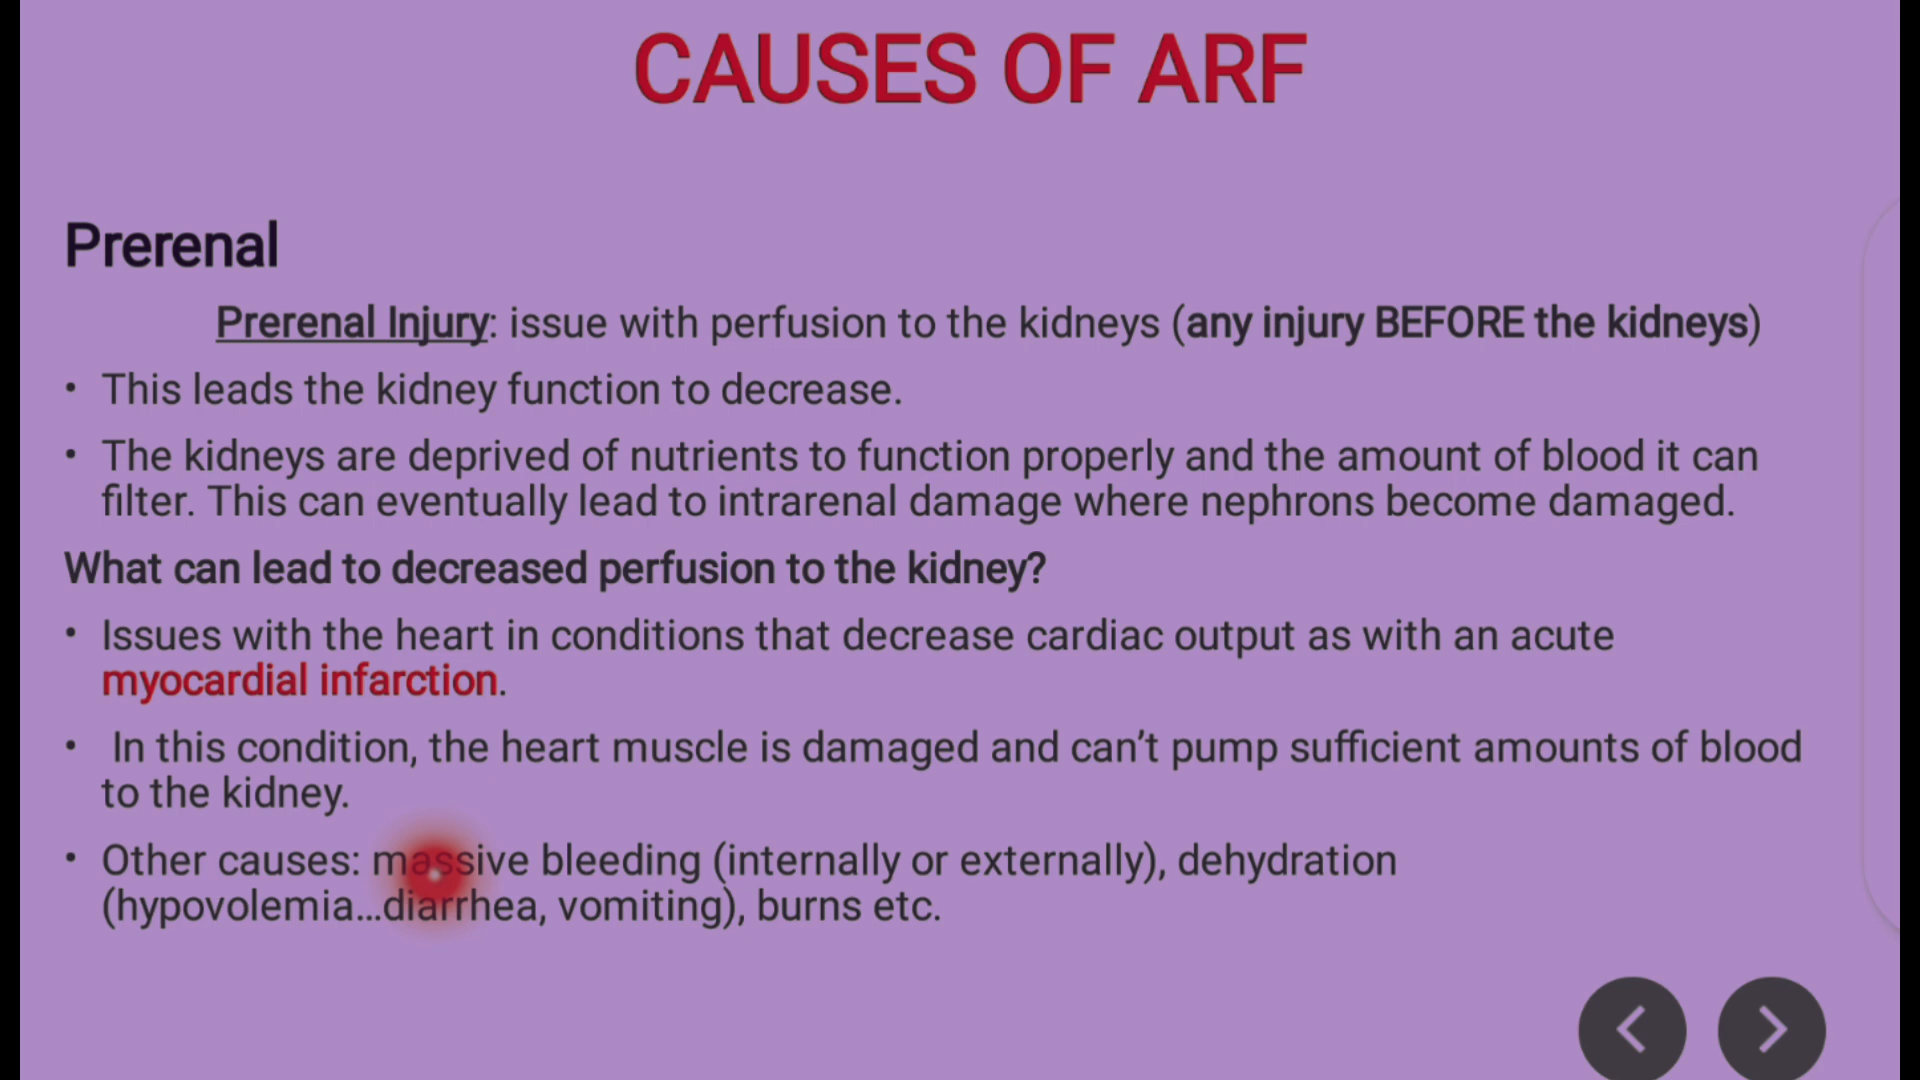 CAUSES OF ARF
Prerenal
Prerenal Injury: issue with perfusion to the kidneys (any injury BEFORE the kidneys)
• This leads the kidney function to decrease.
• The kidneys are deprived of nutrients to function properly and the amount of blood it can
filter. This can eventually lead to intrarenal damage where nephrons become damaged.
What can lead to decreased perfusion to the kidney?
• Issues with the heart in conditions that decrease cardiac output as with an acute
myocardial infarction.
• In this condition, the heart muscle is damaged and can’t pump sufficient amounts of blood
to the kidney.
• Other causes: massive bleeding (internally or externally), dehydration
(hypovolemia...diarrhea, vomiting), burns etc.